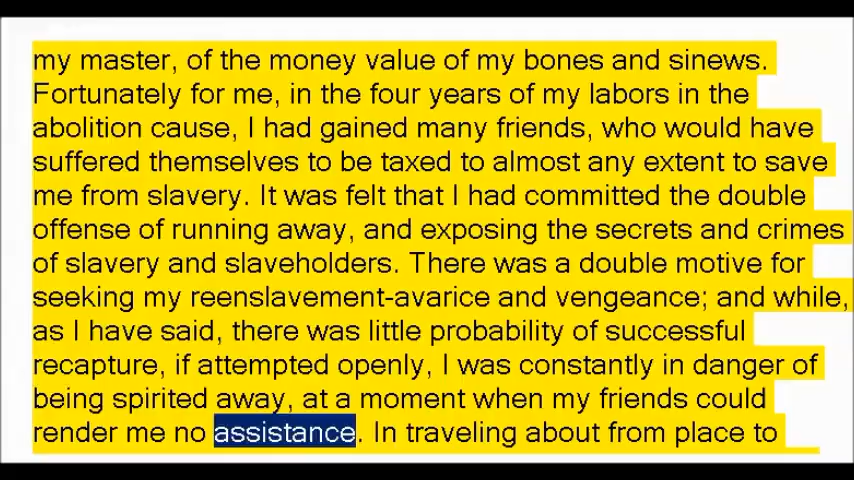 my master, of the money value of my bones and sinews.
Fortunately for me, in the four years of my labors in the
abolition cause, I had gained many friends, who would have
suffered themselves to be taxed to almost any extent to save
me from slavery. It was felt that I had committed the double
offense of running away, and exposing the secrets and crimes
of slavery and slaveholders. There was a double motive for
seeking my reenslavement-avarice and vengeance; and while,
as I have said, there was little probability of successful
recapture, if attempted openly, I was constantly in danger of
being spirited away, at a moment when my friends could
render me no assistance. In traveling about from place to